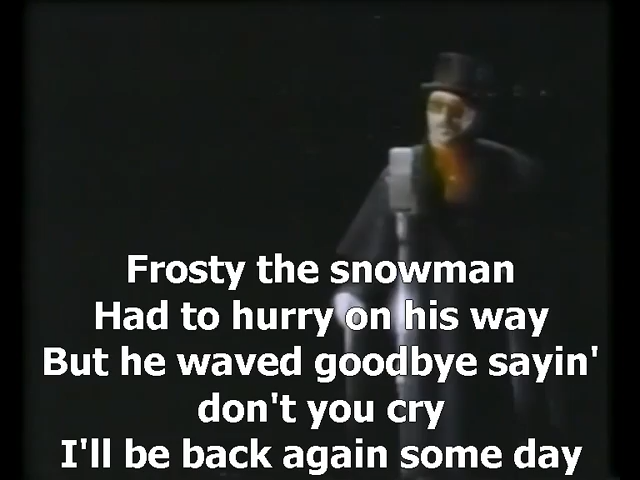 Frosty the snowman
Had to hurry on his way
But he waved goodbye sayin'
don't you cry
I'll be back again some day